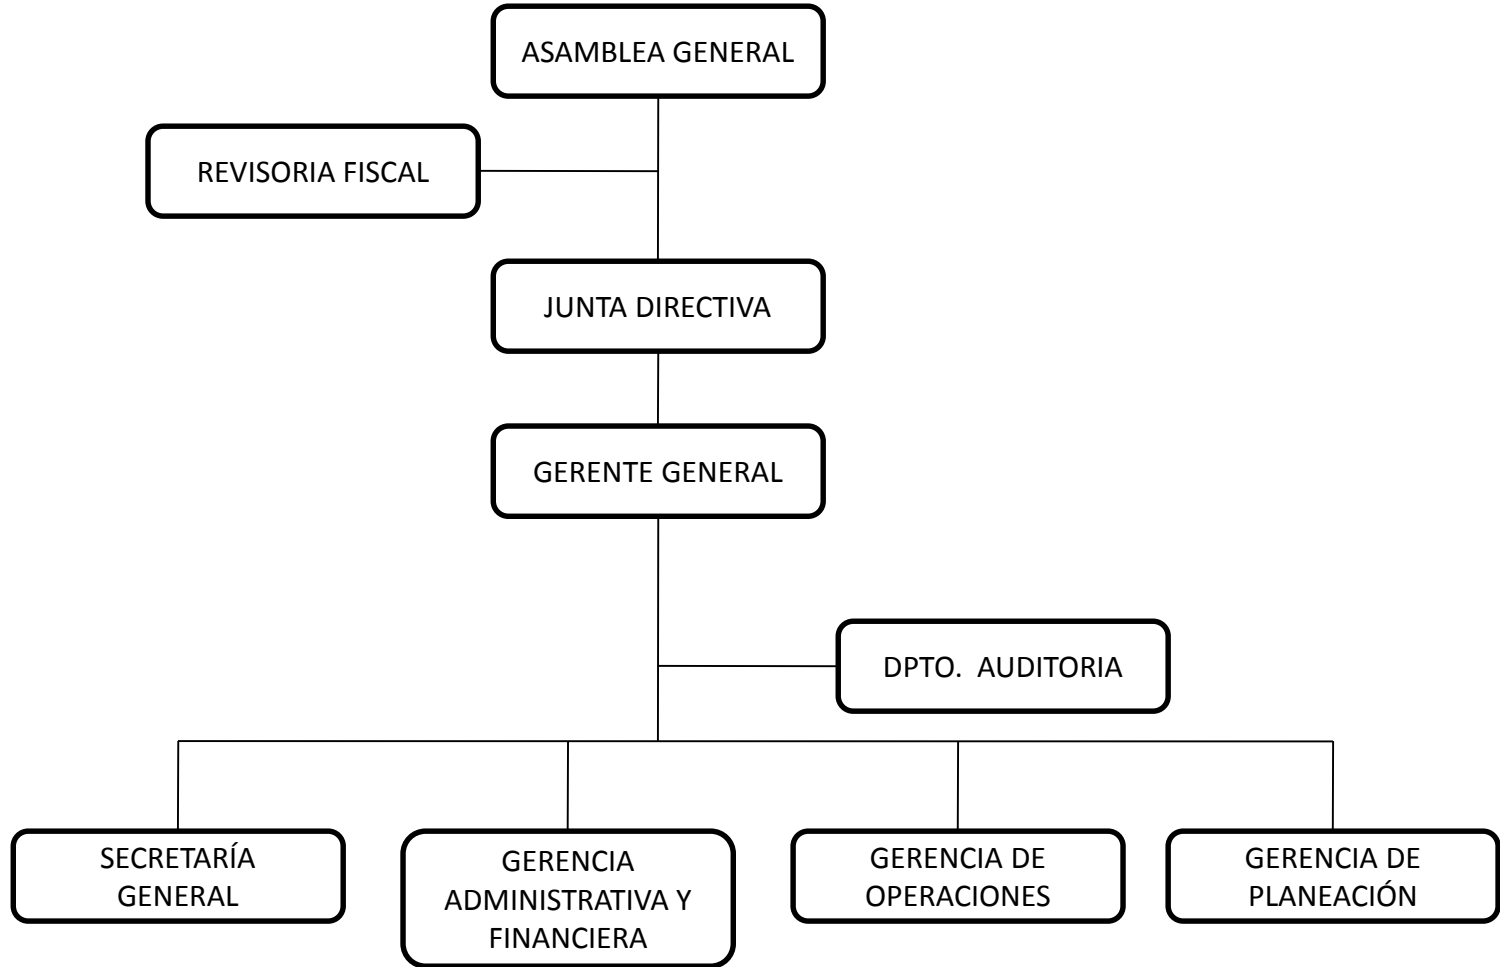 ASAMBLEA GENERAL
REVISORIA FISCAL
JUNTA DIRECTIVA
GERENTE GENERAL
DPTO. AUDITORIA
SECRETARÍA
GENERAL
GERENCIA
ADMINISTRATIVA Y
FINANCIERA
GERENCIA DE
OPERACIONES
GERENCIA DE
PLANEACIÓN